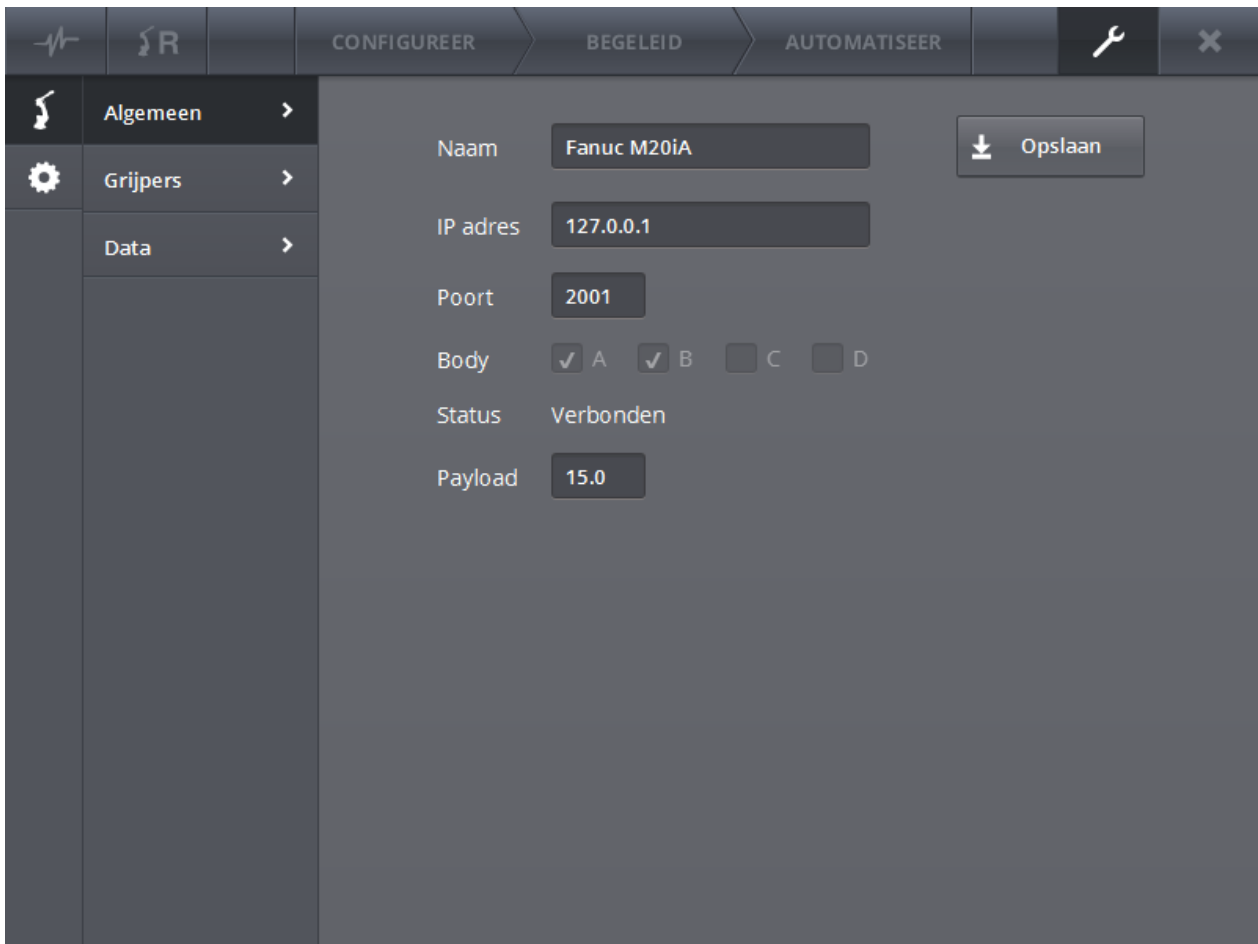 R CONFIGUREER BEGELEID AUTOMATISEER
Algemeen
Grijpers
Data
Naam Fanuc M20iA Opslaan
IP adres 127.0.0.1
Poort 2001
Body A B C D
Status Verbonden
Payload 15.0